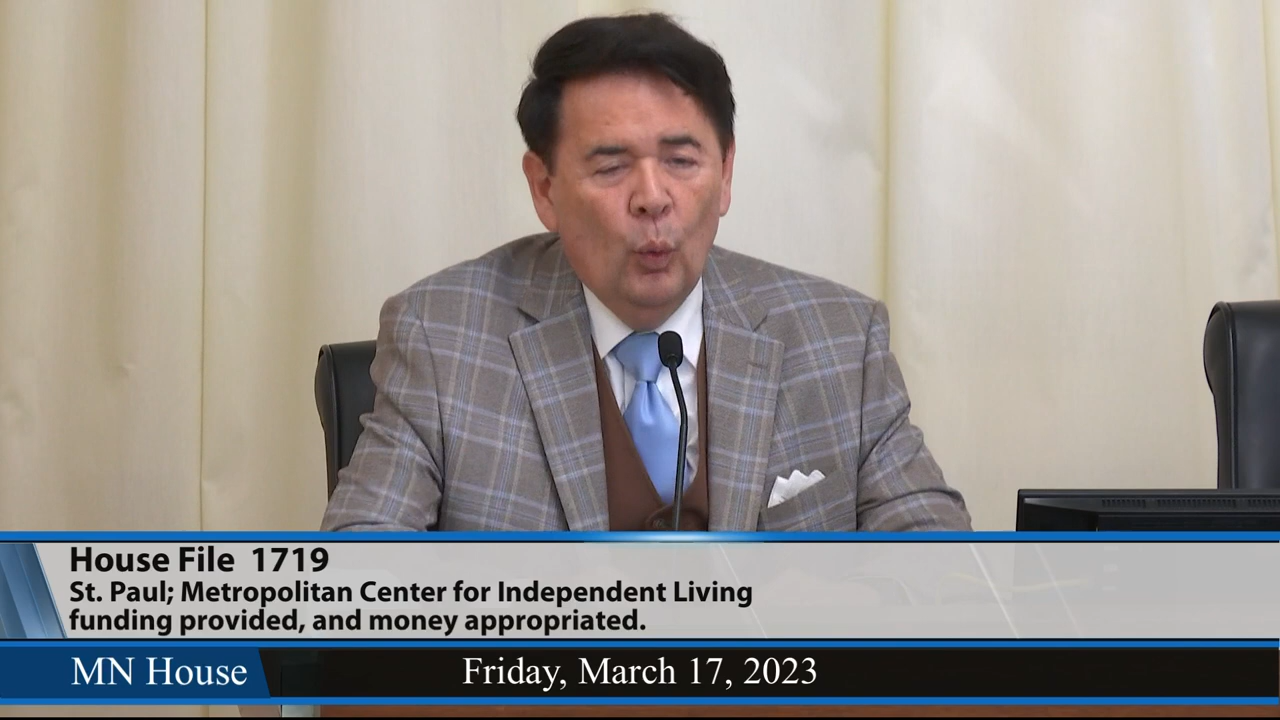 House File 1719
St. Paul; Metropolitan Center for Independent Living
funding provided, and money appropriated.
MN House
Friday, March 17, 2023